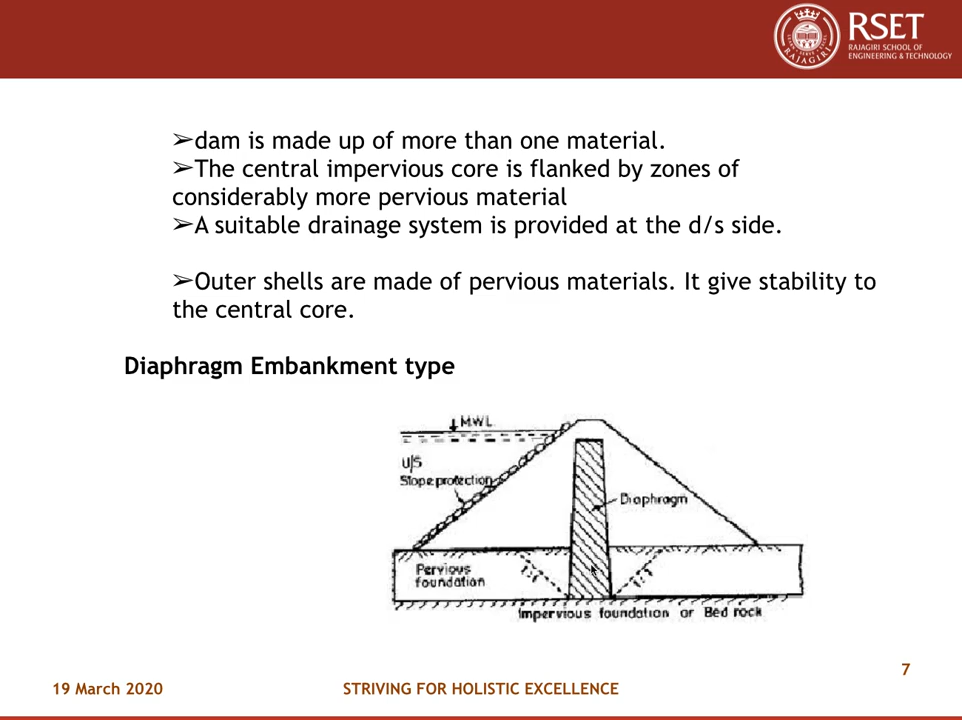 RSET
RAJAGIRI SCHOOL OF
ENGINEERING & TECHNOLOGY
RAJAGIRI
➢dam is made up of more than one material.
➢The central impervious core is flanked by zones of
considerably more pervious material
➢A suitable drainage system is provided at the d/s side.
➢Outer shells are made of pervious materials. It give stability to
the central core.
Diaphragm Embankment type
MWL
U/S
Slope protection
Diaphragm
Pervious
foundation
Impervious foundation or Bed rock
7
19 March 2020
STRIVING FOR HOLISTIC EXCELLENCE